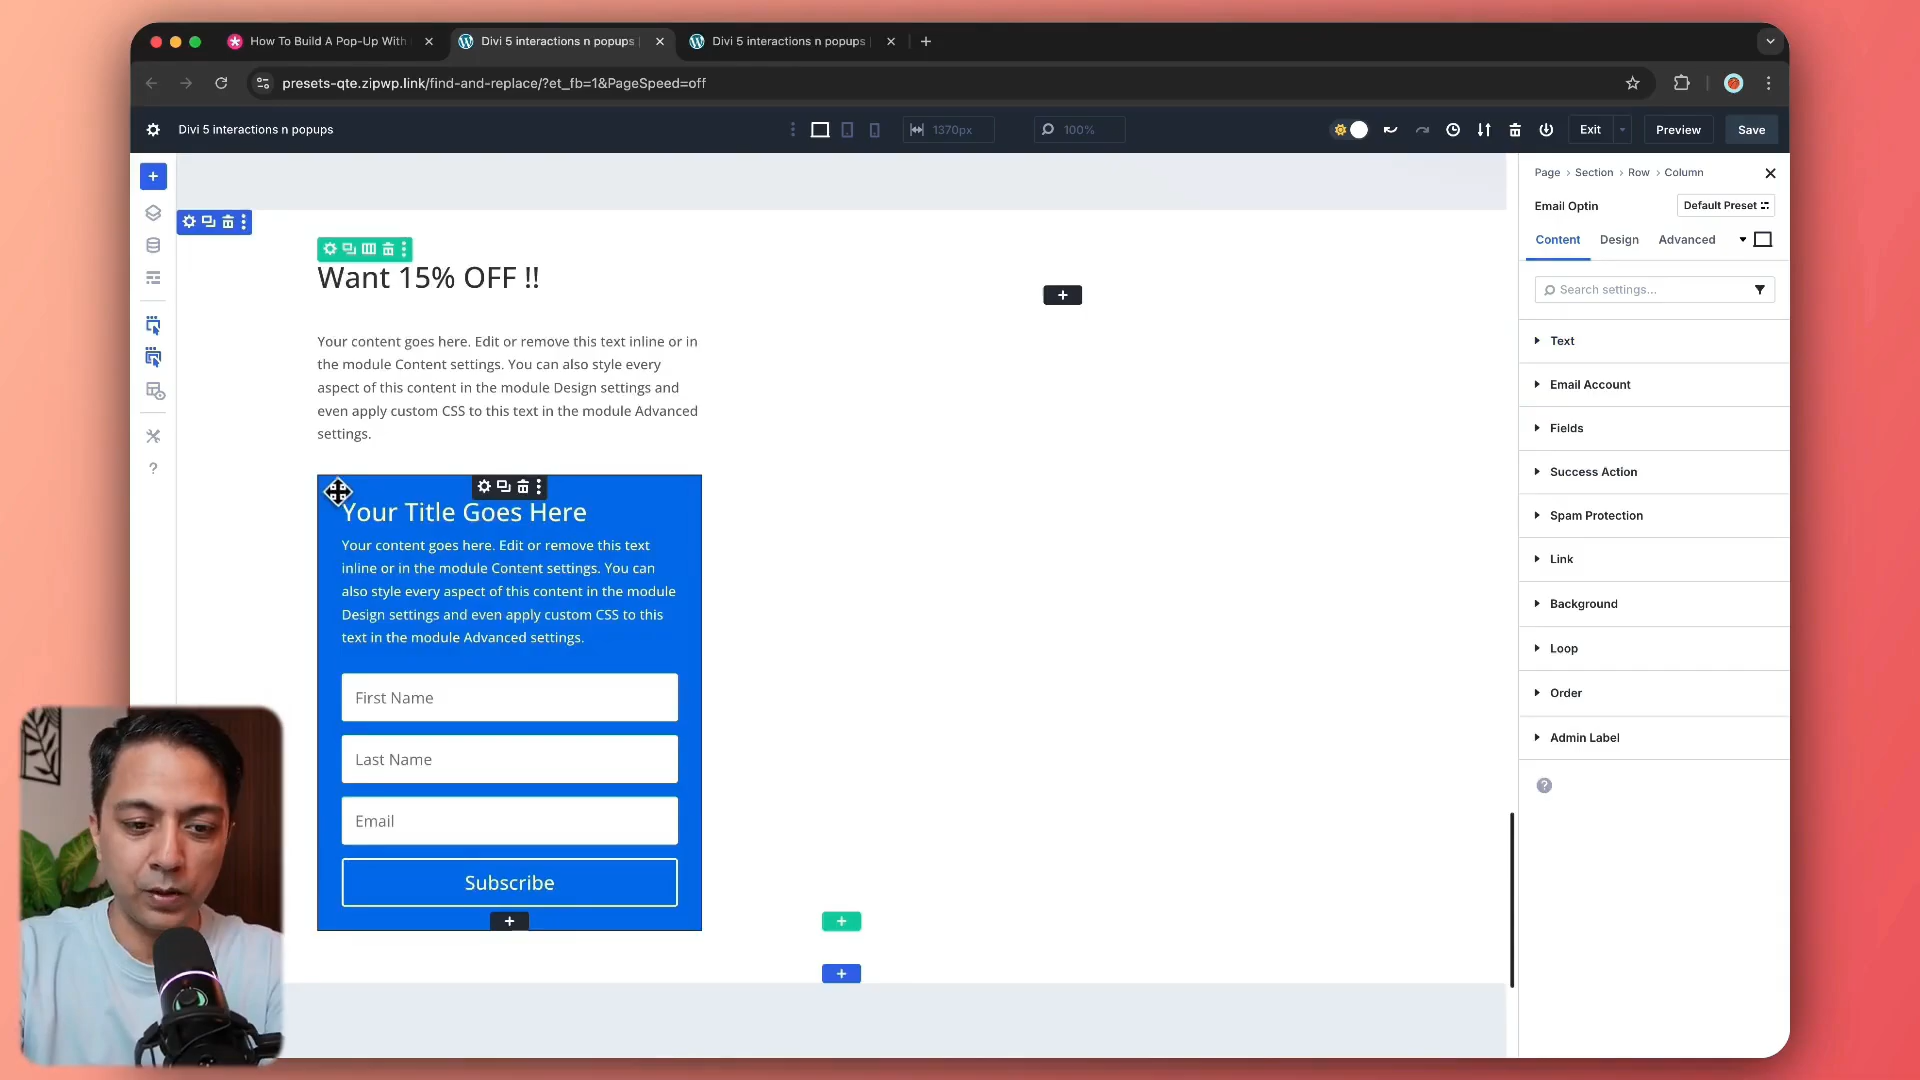 How To Build A Pop-Up With
Divi 5 interactions n popups
Divi 5 interactions n popups
presets-qte.zipwp.link/find-and-replace/?et_fb=1&PageSpeed=off
Divi 5 interactions n popups
1370px
100%
Exit
Preview
Save
Page > Section > Row > Column
Email Optin
Default Preset
Content
Design
Advanced
Search settings...
Text
Email Account
Fields
Success Action
Spam Protection
Link
Background
Loop
Order
Admin Label
?
?
Want 15% OFF !!
Your content goes here. Edit or remove this text inline or in
the module Content settings. You can also style every
aspect of this content in the module Design settings and
even apply custom CSS to this text in the module Advanced
settings.
Your Title Goes Here
Your content goes here. Edit or remove this text
inline or in the module Content settings. You can
also style every aspect of this content in the module
Design settings and even apply custom CSS to this
text in the module Advanced settings.
First Name
Last Name
Email
Subscribe